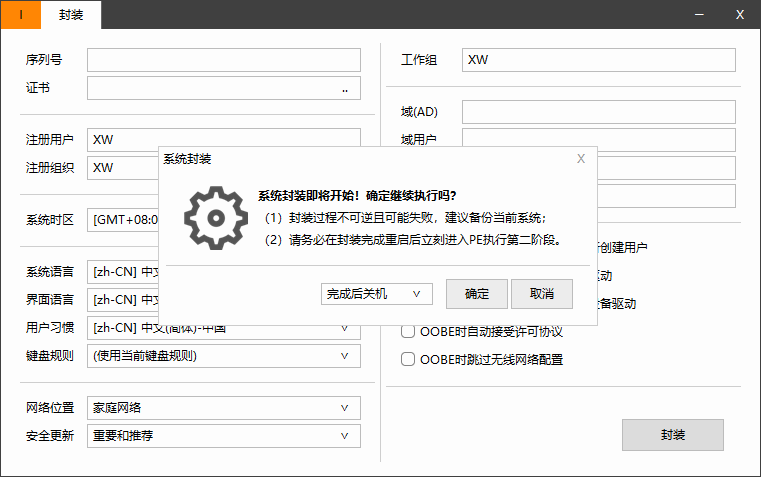 I 封装
— X
序列号
证书 ..
注册用户 XW
注册组织 XW
系统时区 [GMT+08:0
系统语言 [zh-CN] 中文
界面语言 [zh-CN] 中文
用户习惯 [zh-CN] 中文(简体)-中国
键盘规则 (使用当前键盘规则)
网络位置 家庭网络
安全更新 重要和推荐
工作组 XW
域(AD)
域用户
创建用户
驱动
设备驱动
OOBE时自动接受许可协议
OOBE时跳过无线网络配置
封装
系统封装 X
系统封装即将开始！确定继续执行吗?
（1）封装过程不可逆且可能失败，建议备份当前系统；
（2）请务必在封装完成重启后立刻进入PE执行第二阶段。
完成后关机
确定
取消